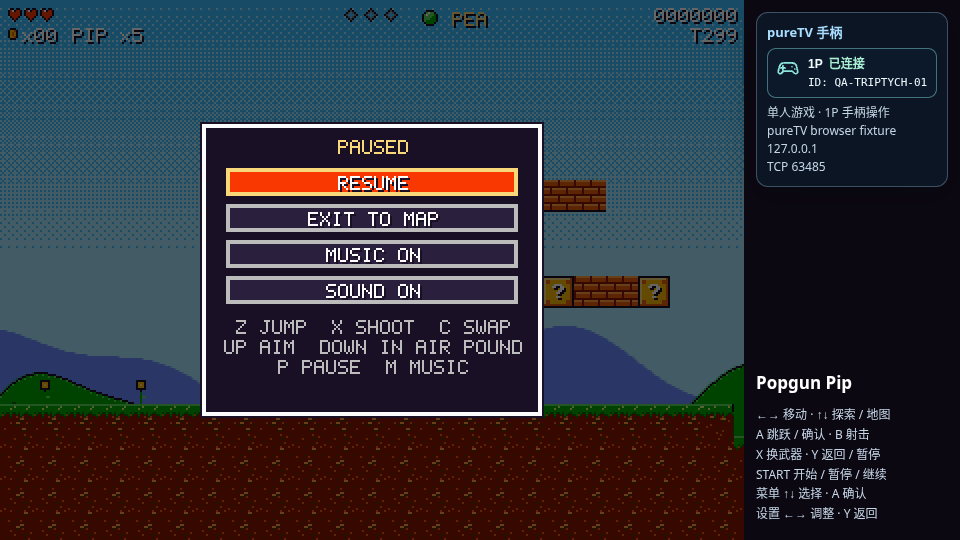 x00 PIP x5
PEA
0000000
T299
PAUSED
RESUME
EXIT TO MAP
MUSIC ON
SOUND ON
Z JUMP X SHOOT C SWAP
UP AIM DOWN IN AIR POUND
P PAUSE M MUSIC
?
?
pureTV 手柄
1P 已连接
ID: QA-TRIPTYCH-01
单人游戏 · 1P 手柄操作
pureTV browser fixture
127.0.0.1
TCP 63485
Popgun Pip
←→ 移动 · ↑↓ 探索 / 地图
A 跳跃 / 确认 · B 射击
X 换武器 · Y 返回 / 暂停
START 开始 / 暂停 / 继续
菜单 ↑↓ 选择 · A 确认
设置 ←→ 调整 · Y 返回